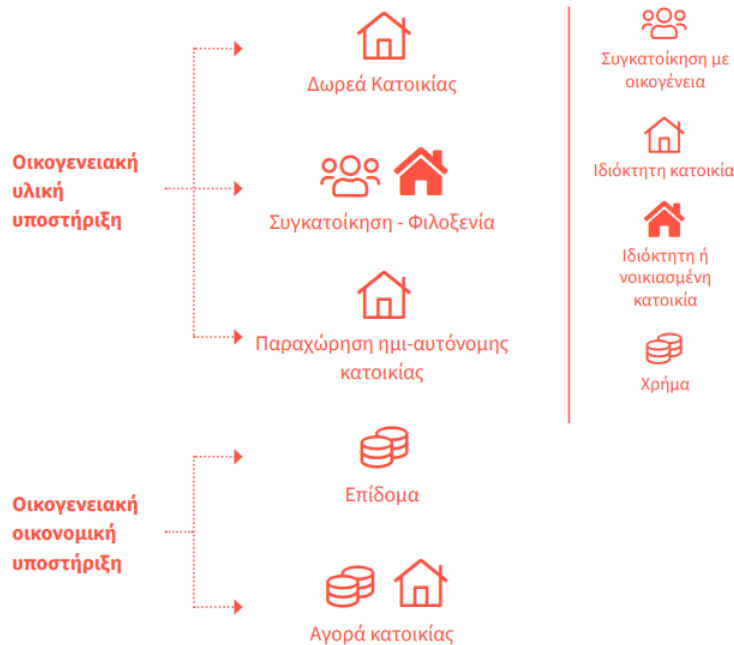 Δωρεά Κατοικίας
Οικογενειακή
υλική
υποστήριξη
Συγκατοίκηση - Φιλοξενία
Παραχώρηση ημι-αυτόνομης
κατοικίας
Επίδομα
Οικογενειακή
οικονομική
υποστήριξη
Αγορά κατοικίας
Συγκατοίκηση με
οικογένεια
Ιδιόκτητη κατοικία
Ιδιόκτητη ή
νοικιασμένη
κατοικία
Χρήμα